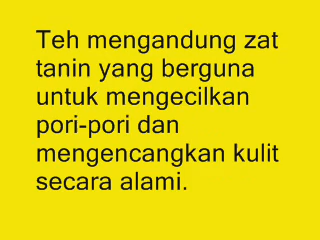 Teh mengandung zat
tanin yang berguna
untuk mengecilkan
pori-pori dan
mengencangkan kulit
secara alami.